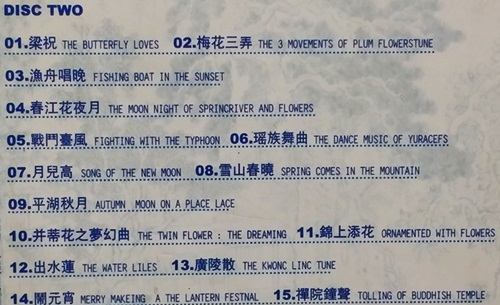 DISC TWO
01.梁祝 THE BUTTERFLY LOVES 02.梅花三弄 THE 3 MOVEMENTS OF PLUM FLOWERSTUNE
03.漁舟唱晚 FISHING BOAT IN THE SUNSET
04.春江花夜月 THE MOON NIGHT OF SPRINCRIVER AND FLOWERS
05.戰鬥臺風 FIGHTING WITH THE TYPHOON 06.瑶族舞曲 THE DANCE MUSIC OF YURACEFS
07.月兒高 SONG OF THE NEW MOON 08.雪山春曉 SPRING COMES IN THE MOUNTAIN
09.平湖秋月 AUTUMN MOON ON A PLACE LACE
10.并蒂花之夢幻曲 THE TWIN FLOWER : THE DREAMING 11.錦上添花 ORNAMENTED WITH FLOWERS
12.出水蓮 THE WATER LILES 13.廣陵散 THE KWONC LINC TUNE
14.鬧元宵 MERRY MAKEING A THE LANTERN FESTNAL 15.禪院鐘聲 TOLLING OF BUDDHISH TEMPLE